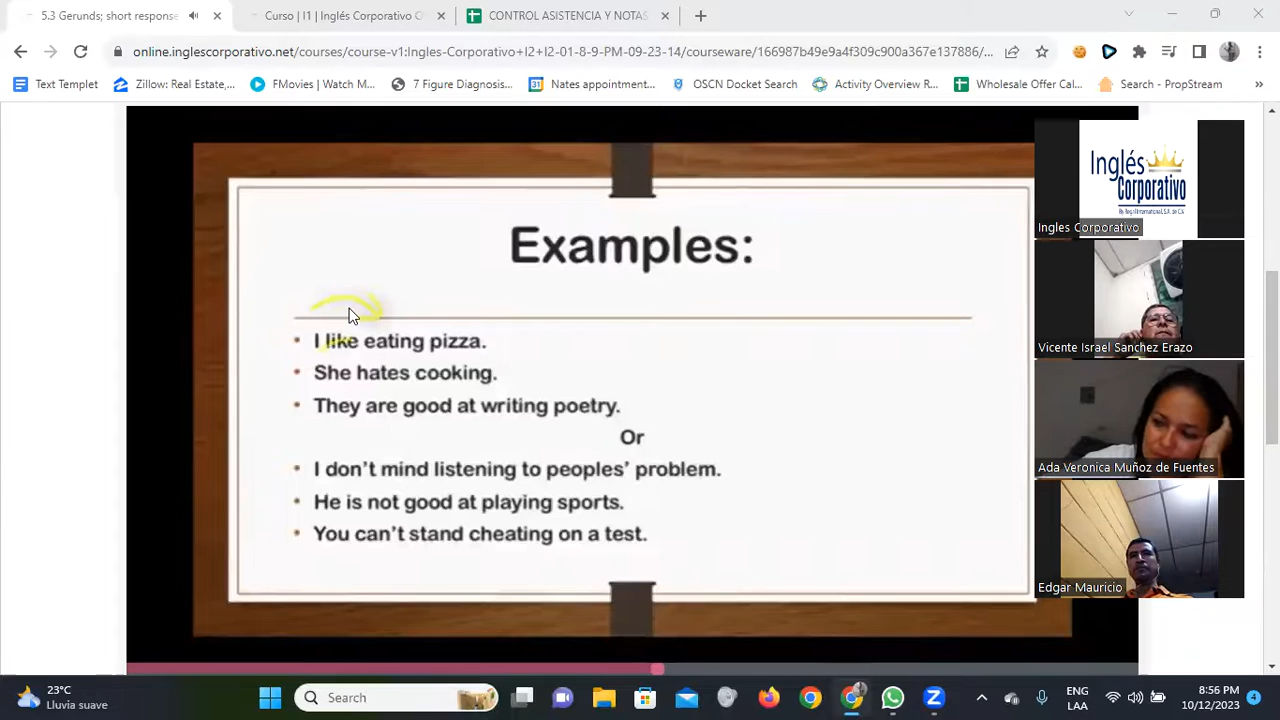 5.3 Gerunds; short response
Curso | I1 | Inglés Corporativo O
CONTROL ASISTENCIA Y NOTAS
online.inglescorporativo.net/courses/course-v1:Ingles-Corporativo+I2+I2-01-8-9-PM-09-23-14/courseware/166987b49e9a4f309c900a367e137886/...
Text Templet
Zillow: Real Estate,...
FMovies | Watch M...
7 Figure Diagnosis...
31
Nates appointment...
OSCN Docket Search
Activity Overview R...
Wholesale Offer Cal...
Search - PropStream
»
Inglés
Corporativo
Ingles Corporativo
Examples:
• I like eating pizza.
• She hates cooking.
• They are good at writing poetry.
Or
• I don't mind listening to peoples' problem.
• He is not good at playing sports.
• You can't stand cheating on a test.
Vicente Israel Sanchez Erazo
Ada Veronica Muñoz de Fuentes
Edgar Mauricio
23°C
Lluvia suave
Search
ENG
LAA
8:56 PM
10/12/2023
4